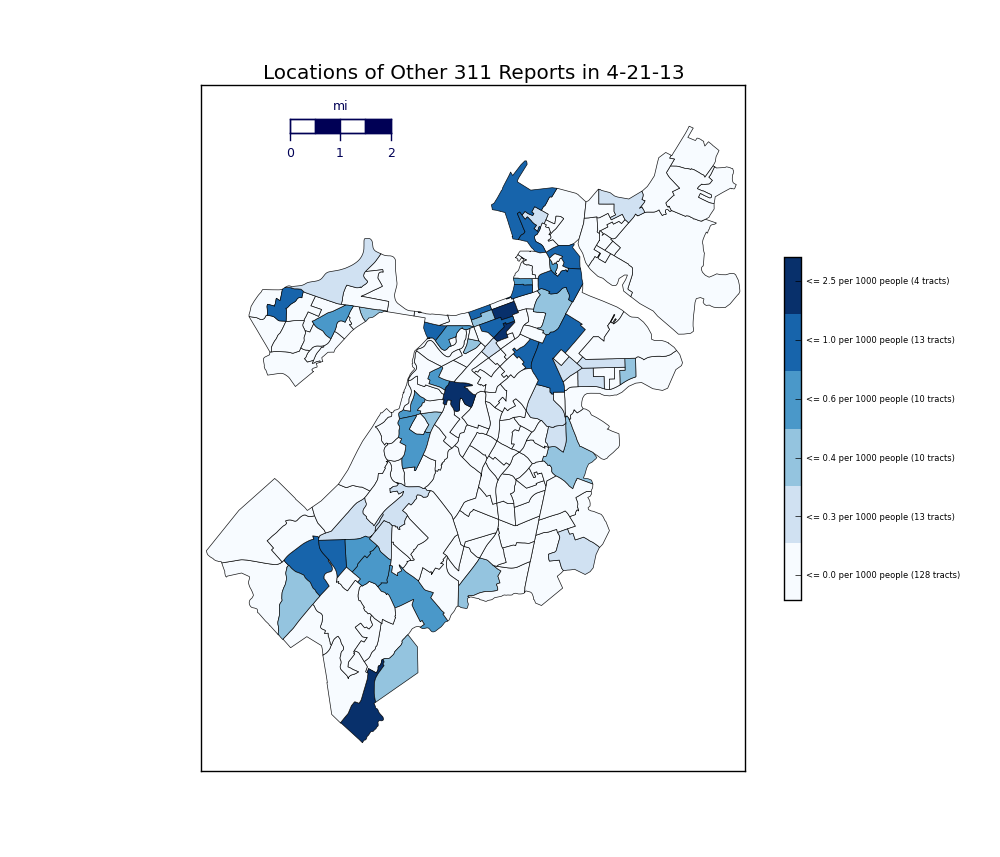 Locations of Other 311 Reports in 4-21-13
mi
0 1 2
<= 2.5 per 1000 people (4 tracts)
<= 1.0 per 1000 people (13 tracts)
<= 0.6 per 1000 people (10 tracts)
<= 0.4 per 1000 people (10 tracts)
<= 0.3 per 1000 people (13 tracts)
<= 0.0 per 1000 people (128 tracts)